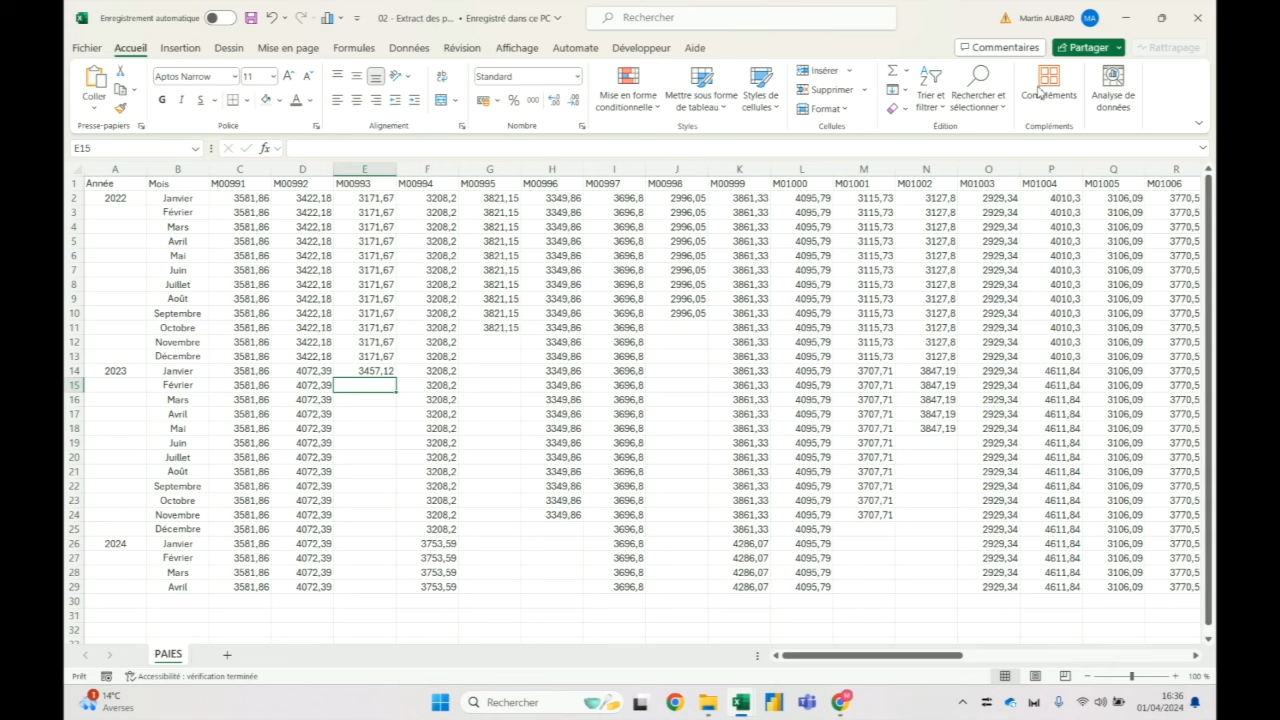 Enregistrement automatique 02 - Extract des p... • Enregistré dans ce PC Rechercher Martin AUBARD MA
Fichier Accueil Insertion Dessin Mise en page Formules Données Révision Affichage Automate Développeur Aide Commentaires Partager Rattrapage
Coller Aptos Narrow 11 Standard Insérer
G I S % 000 Mise en forme Mettre sous forme Styles de Supprimer Trier et Rechercher et Compléments Analyse de
conditionnelle de tableau cellules Format filtrer sélectionner données
Presse-papiers Police Alignement Nombre Styles Cellules Édition Compléments
E15 fx
A B C D E F G H I J K L M N O P Q R
1 Année Mois M00991 M00992 M00993 M00994 M00995 M00996 M00997 M00998 M00999 M01000 M01001 M01002 M01003 M01004 M01005 M01006
2 2022 Janvier 3581,86 3422,18 3171,67 3208,2 3821,15 3349,86 3696,8 2996,05 3861,33 4095,79 3115,73 3127,8 2929,34 4010,3 3106,09 3770,5
3 Février 3581,86 3422,18 3171,67 3208,2 3821,15 3349,86 3696,8 2996,05 3861,33 4095,79 3115,73 3127,8 2929,34 4010,3 3106,09 3770,5
4 Mars 3581,86 3422,18 3171,67 3208,2 3821,15 3349,86 3696,8 2996,05 3861,33 4095,79 3115,73 3127,8 2929,34 4010,3 3106,09 3770,5
5 Avril 3581,86 3422,18 3171,67 3208,2 3821,15 3349,86 3696,8 2996,05 3861,33 4095,79 3115,73 3127,8 2929,34 4010,3 3106,09 3770,5
6 Mai 3581,86 3422,18 3171,67 3208,2 3821,15 3349,86 3696,8 2996,05 3861,33 4095,79 3115,73 3127,8 2929,34 4010,3 3106,09 3770,5
7 Juin 3581,86 3422,18 3171,67 3208,2 3821,15 3349,86 3696,8 2996,05 3861,33 4095,79 3115,73 3127,8 2929,34 4010,3 3106,09 3770,5
8 Juillet 3581,86 3422,18 3171,67 3208,2 3821,15 3349,86 3696,8 2996,05 3861,33 4095,79 3115,73 3127,8 2929,34 4010,3 3106,09 3770,5
9 Août 3581,86 3422,18 3171,67 3208,2 3821,15 3349,86 3696,8 2996,05 3861,33 4095,79 3115,73 3127,8 2929,34 4010,3 3106,09 3770,5
10 Septembre 3581,86 3422,18 3171,67 3208,2 3821,15 3349,86 3696,8 2996,05 3861,33 4095,79 3115,73 3127,8 2929,34 4010,3 3106,09 3770,5
11 Octobre 3581,86 3422,18 3171,67 3208,2 3821,15 3349,86 3696,8 3861,33 4095,79 3115,73 3127,8 2929,34 4010,3 3106,09 3770,5
12 Novembre 3581,86 3422,18 3171,67 3208,2 3349,86 3696,8 3861,33 4095,79 3115,73 3127,8 2929,34 4010,3 3106,09 3770,5
13 Décembre 3581,86 3422,18 3171,67 3208,2 3349,86 3696,8 3861,33 4095,79 3115,73 3127,8 2929,34 4010,3 3106,09 3770,5
14 2023 Janvier 3581,86 4072,39 3457,12 3208,2 3349,86 3696,8 3861,33 4095,79 3707,71 3847,19 2929,34 4611,84 3106,09 3770,5
15 Février 3581,86 4072,39 3208,2 3349,86 3696,8 3861,33 4095,79 3707,71 3847,19 2929,34 4611,84 3106,09 3770,5
16 Mars 3581,86 4072,39 3208,2 3349,86 3696,8 3861,33 4095,79 3707,71 3847,19 2929,34 4611,84 3106,09 3770,5
17 Avril 3581,86 4072,39 3208,2 3349,86 3696,8 3861,33 4095,79 3707,71 3847,19 2929,34 4611,84 3106,09 3770,5
18 Mai 3581,86 4072,39 3208,2 3349,86 3696,8 3861,33 4095,79 3707,71 3847,19 2929,34 4611,84 3106,09 3770,5
19 Juin 3581,86 4072,39 3208,2 3349,86 3696,8 3861,33 4095,79 3707,71 2929,34 4611,84 3106,09 3770,5
20 Juillet 3581,86 4072,39 3208,2 3349,86 3696,8 3861,33 4095,79 3707,71 2929,34 4611,84 3106,09 3770,5
21 Août 3581,86 4072,39 3208,2 3349,86 3696,8 3861,33 4095,79 3707,71 2929,34 4611,84 3106,09 3770,5
22 Septembre 3581,86 4072,39 3208,2 3349,86 3696,8 3861,33 4095,79 3707,71 2929,34 4611,84 3106,09 3770,5
23 Octobre 3581,86 4072,39 3208,2 3349,86 3696,8 3861,33 4095,79 3707,71 2929,34 4611,84 3106,09 3770,5
24 Novembre 3581,86 4072,39 3208,2 3349,86 3696,8 3861,33 4095,79 3707,71 2929,34 4611,84 3106,09 3770,5
25 Décembre 3581,86 4072,39 3208,2 3696,8 3861,33 4095,79 2929,34 4611,84 3106,09 3770,5
26 2024 Janvier 3581,86 4072,39 3753,59 3696,8 4286,07 4095,79 2929,34 4611,84 3106,09 3770,5
27 Février 3581,86 4072,39 3753,59 3696,8 4286,07 4095,79 2929,34 4611,84 3106,09 3770,5
28 Mars 3581,86 4072,39 3753,59 3696,8 4286,07 4095,79 2929,34 4611,84 3106,09 3770,5
29 Avril 3581,86 4072,39 3753,59 3696,8 4286,07 4095,79 2929,34 4611,84 3106,09 3770,5
30
31
32
33
PAIES
Prêt Accessibilité : vérification terminée 100 %
1 14°C Averses Rechercher 16:36
01/04/2024